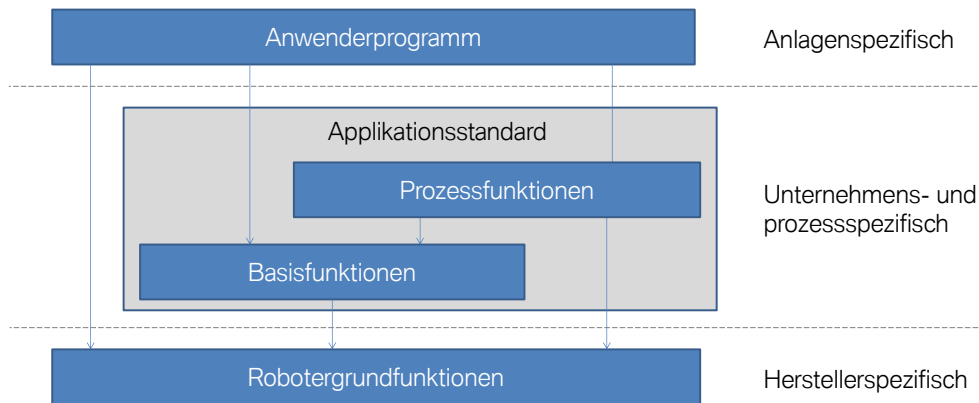 Anwenderprogramm
Anlagenspezifisch
Applikationsstandard
Prozessfunktionen
Unternehmens- und
prozessspezifisch
Basisfunktionen
Robotergrundfunktionen
Herstellerspezifisch